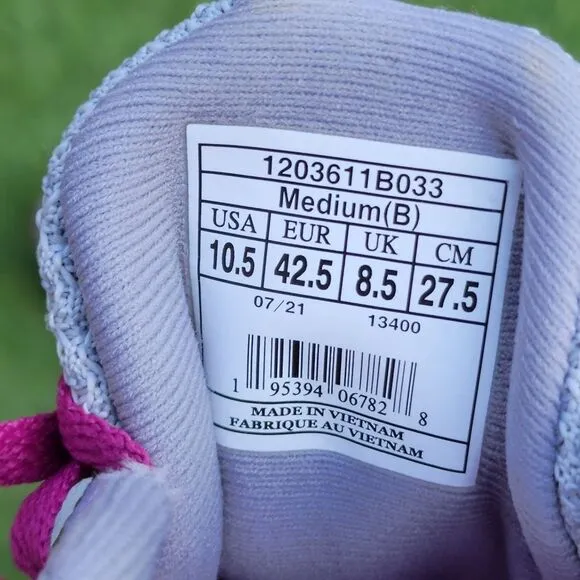 1203611B033
Medium(B)
USA EUR UK CM
10.5 42.5 8.5 27.5
07/21 13400
1 95394 06782 8
MADE IN VIETNAM
FABRIQUE AU VIETNAM